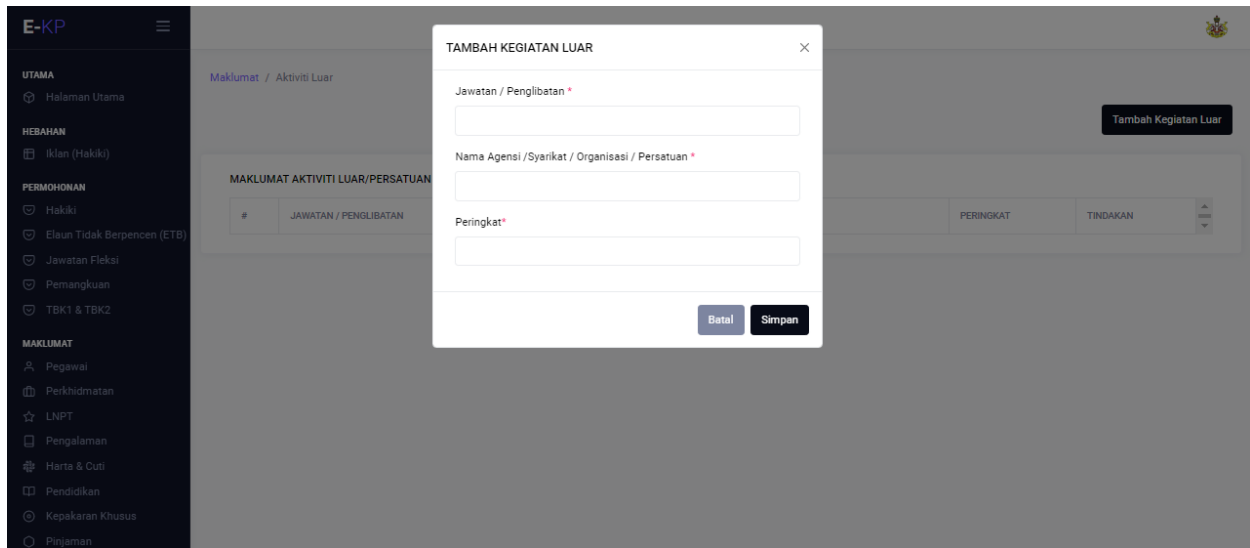 E-KP
UTAMA
Halaman Utama
HEBAHAN
Iklan (Hakiki)
PERMOHONAN
Hakiki
Elaun Tidak Berpencen (ETB)
Jawatan Fleksi
Pemangkuan
TBK1 & TBK2
MAKLUMAT
Pegawai
Perkhidmatan
LNPT
Pengalaman
Harta & Cuti
Pendidikan
Kepakaran Khusus
Pinjaman
Maklumat / Aktiviti Luar
Tambah Kegiatan Luar
MAKLUMAT AKTIVITI LUAR/PERSATUAN
# JAWATAN / PENGLIBATAN PERINGKAT TINDAKAN
TAMBAH KEGIATAN LUAR
Jawatan / Penglibatan *
Nama Agensi /Syarikat / Organisasi / Persatuan *
Peringkat*
Batal Simpan